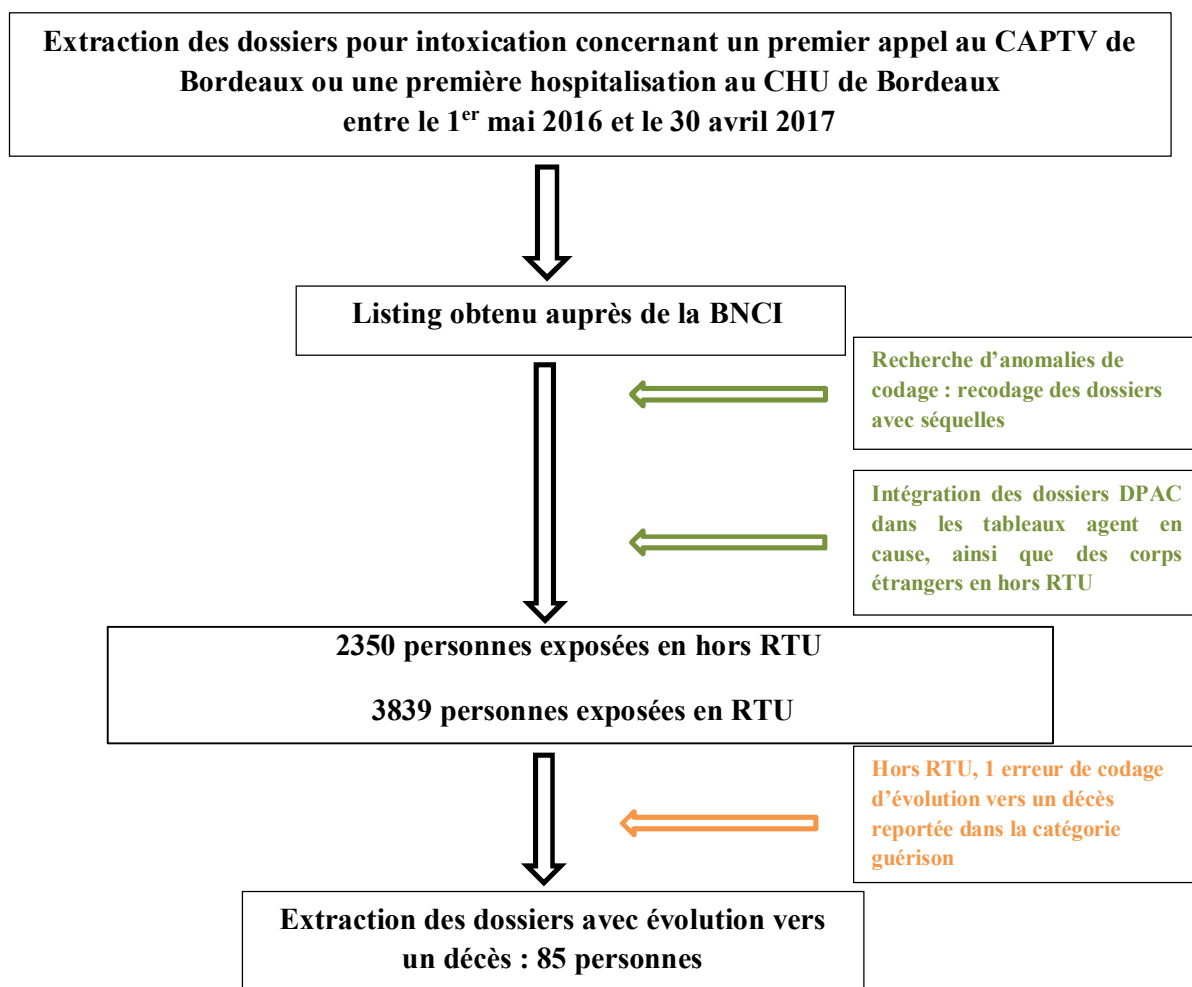 Extraction des dossiers pour intoxication concernant un premier appel au CAPTV de
Bordeaux ou une première hospitalisation au CHU de Bordeaux
entre le 1er mai 2016 et le 30 avril 2017
Listing obtenu auprès de la BNCI
Recherche d'anomalies de
codage : recodage des dossiers
avec séquelles
Intégration des dossiers DPAC
dans les tableaux agent en
cause, ainsi que des corps
étrangers en hors RTU
2350 personnes exposées en hors RTU
3839 personnes exposées en RTU
Hors RTU, 1 erreur de codage
d'évolution vers un décès
reportée dans la catégorie
guérison
Extraction des dossiers avec évolution vers
un décès : 85 personnes